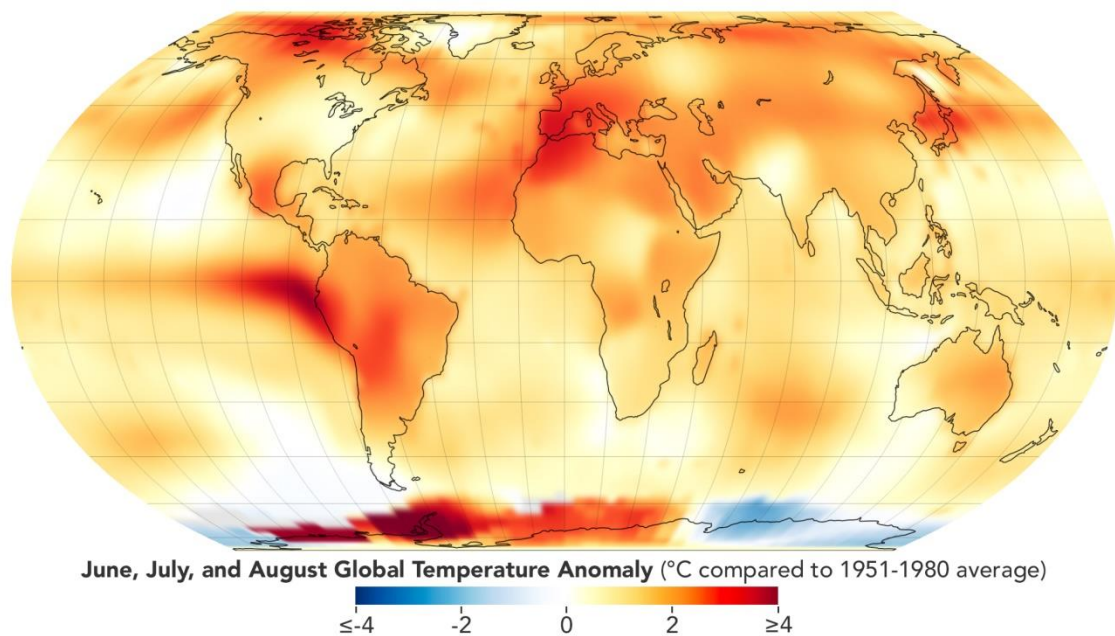 June, July, and August Global Temperature Anomaly (°C compared to 1951-1980 average)
≤-4 -2 0 2 ≥4